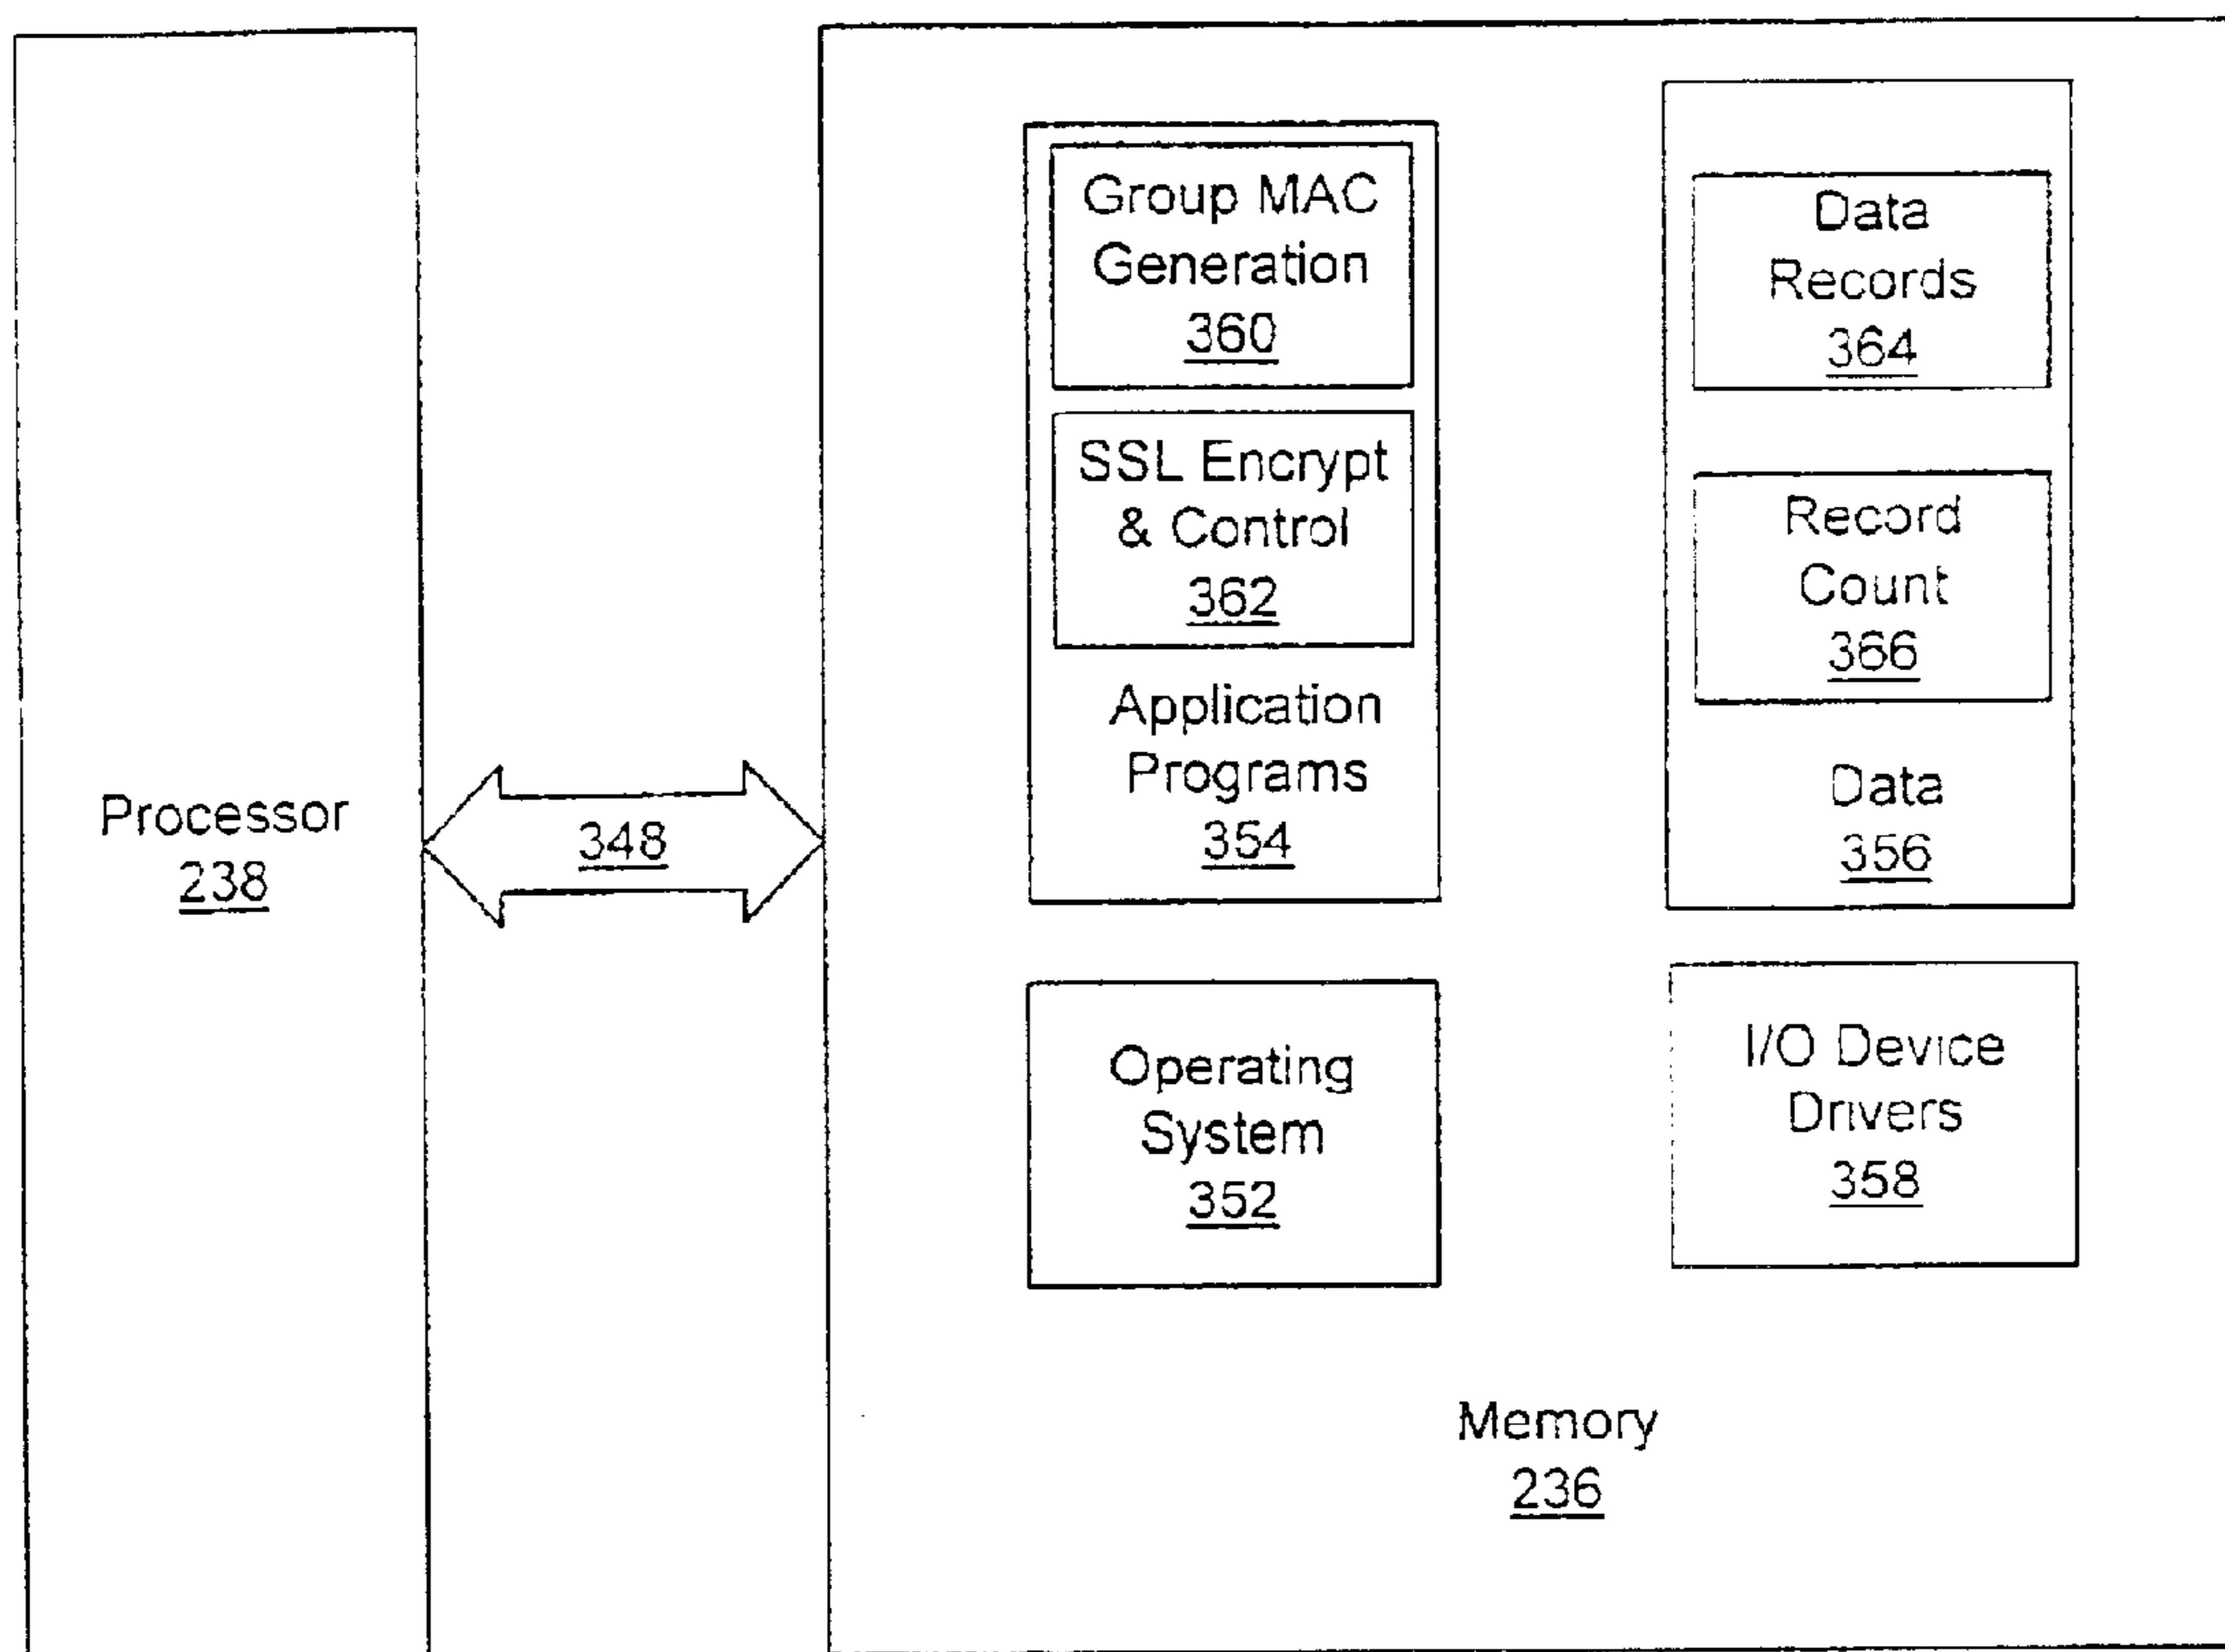 Processor
238
348
Group MAC
Generation
360
SSL Encrypt
& Control
362
Application
Programs
354
Data
Records
364
Record
Count
366
Data
356
Operating
System
352
I/O Device
Drivers
358
Memory
236